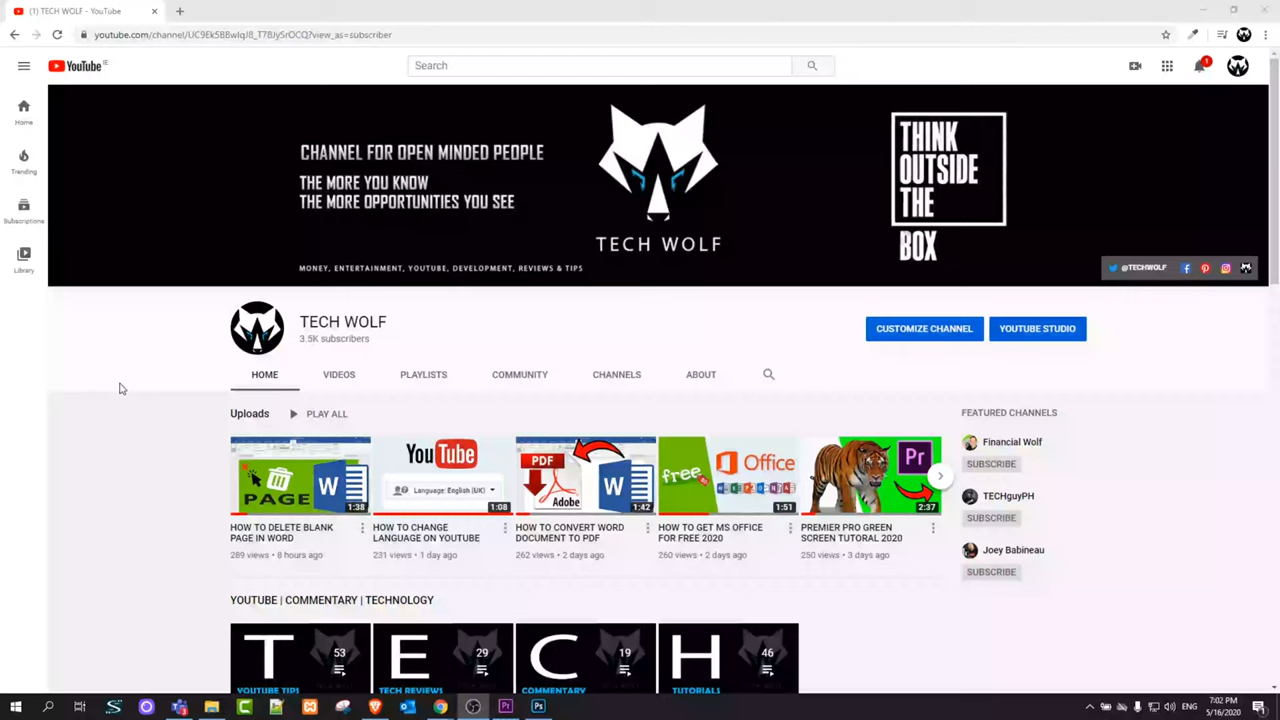 (1) TECH WOLF - YouTube
youtube.com/channel/UC9Ek5BBwIqJ8_T78JySrOCQ?view_as=subscriber
YouTube IE
Search
1
Home
Trending
Subscriptions
Library
CHANNEL FOR OPEN MINDED PEOPLE
THE MORE YOU KNOW
THE MORE OPPORTUNITIES YOU SEE
MONEY, ENTERTAINMENT, YOUTUBE, DEVELOPMENT, REVIEWS & TIPS
TECH WOLF
THINK
OUTSIDE
THE
BOX
@TECHWOLF
TECH WOLF
3.5K subscribers
CUSTOMIZE CHANNEL
YOUTUBE STUDIO
HOME VIDEOS PLAYLISTS COMMUNITY CHANNELS ABOUT
Uploads PLAY ALL
PAGE W
1:38
HOW TO DELETE BLANK
PAGE IN WORD
289 views • 8 hours ago
YouTube
Language: English (UK)
1:08
HOW TO CHANGE
LANGUAGE ON YOUTUBE
231 views • 1 day ago
PDF
Adobe
W
1:42
HOW TO CONVERT WORD
DOCUMENT TO PDF
262 views • 2 days ago
free
Office
1:51
HOW TO GET MS OFFICE
FOR FREE 2020
260 views • 2 days ago
Pr
2:37
PREMIER PRO GREEN
SCREEN TUTORAL 2020
250 views • 3 days ago
FEATURED CHANNELS
Financial Wolf
SUBSCRIBE
TECHguyPH
SUBSCRIBE
Joey Babineau
SUBSCRIBE
YOUTUBE | COMMENTARY | TECHNOLOGY
T
53
YOUTUBE TIPS
E
29
TECH REVIEWS
C
19
COMMENTARY
H
46
TUTORIALS
Pr
Ps
7:02 PM
5/16/2020
1